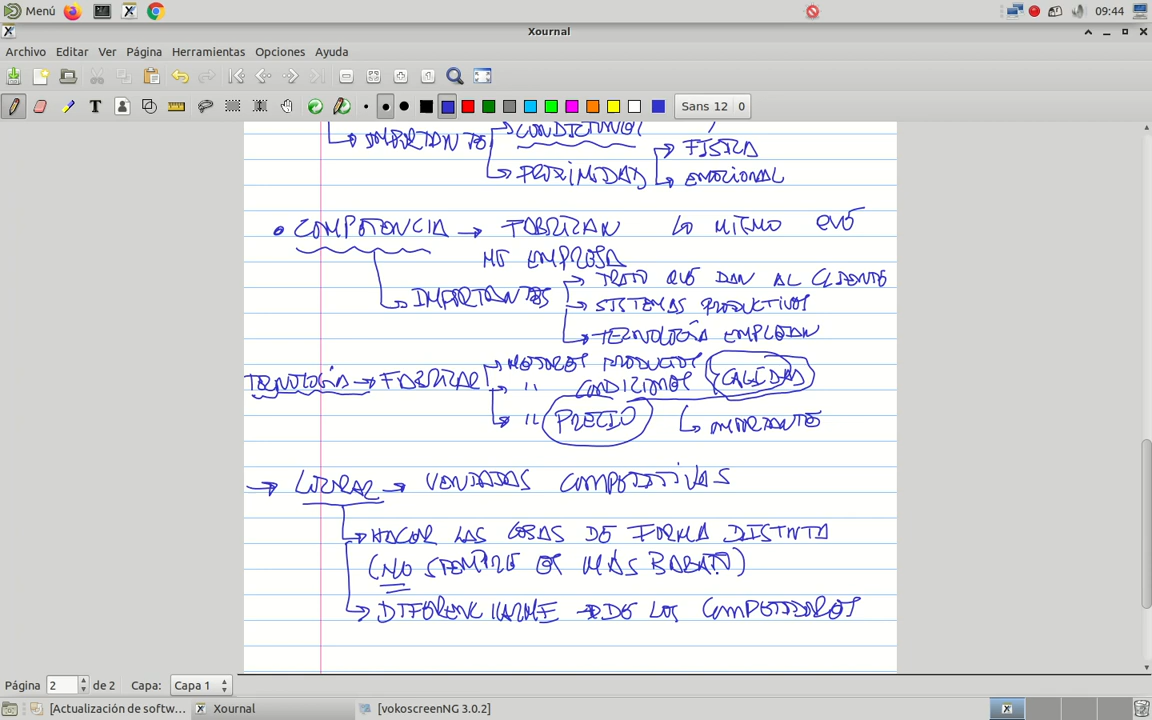 Menú 09:44
Xournal
Archivo Editar Ver Página Herramientas Opciones Ayuda
Sans 12 0
IMPORTANTE CONDICIONES
FÍSICA
PROXIMIDAD EMOCIONAL
• COMPETENCIA → FABRIZAN LO MISMO QUE
MI EMPRESA
IMPORTANTES TRATO QUE DAN AL CLIENTE
SISTEMAS PRODUCTIVOS
TECNOLOGÍA EMPLEAN
TECNOLOGÍA → FABRIZAR MEJORES PRODUCTOS
" CONDICIONES CALIDAD
" PRECIO IMPORTANTE
→ LOGRAR → VENTAJAS COMPETITIVAS
HACER LAS COSAS DE FORMA DISTINTA
(NO SIEMPRE ES MÁS BARATO)
DIFERENCIARME → DE LOS COMPETIDORES
Página 2 de 2 Capa: Capa 1
[Actualización de softw... Xournal [vokoscreenNG 3.0.2]